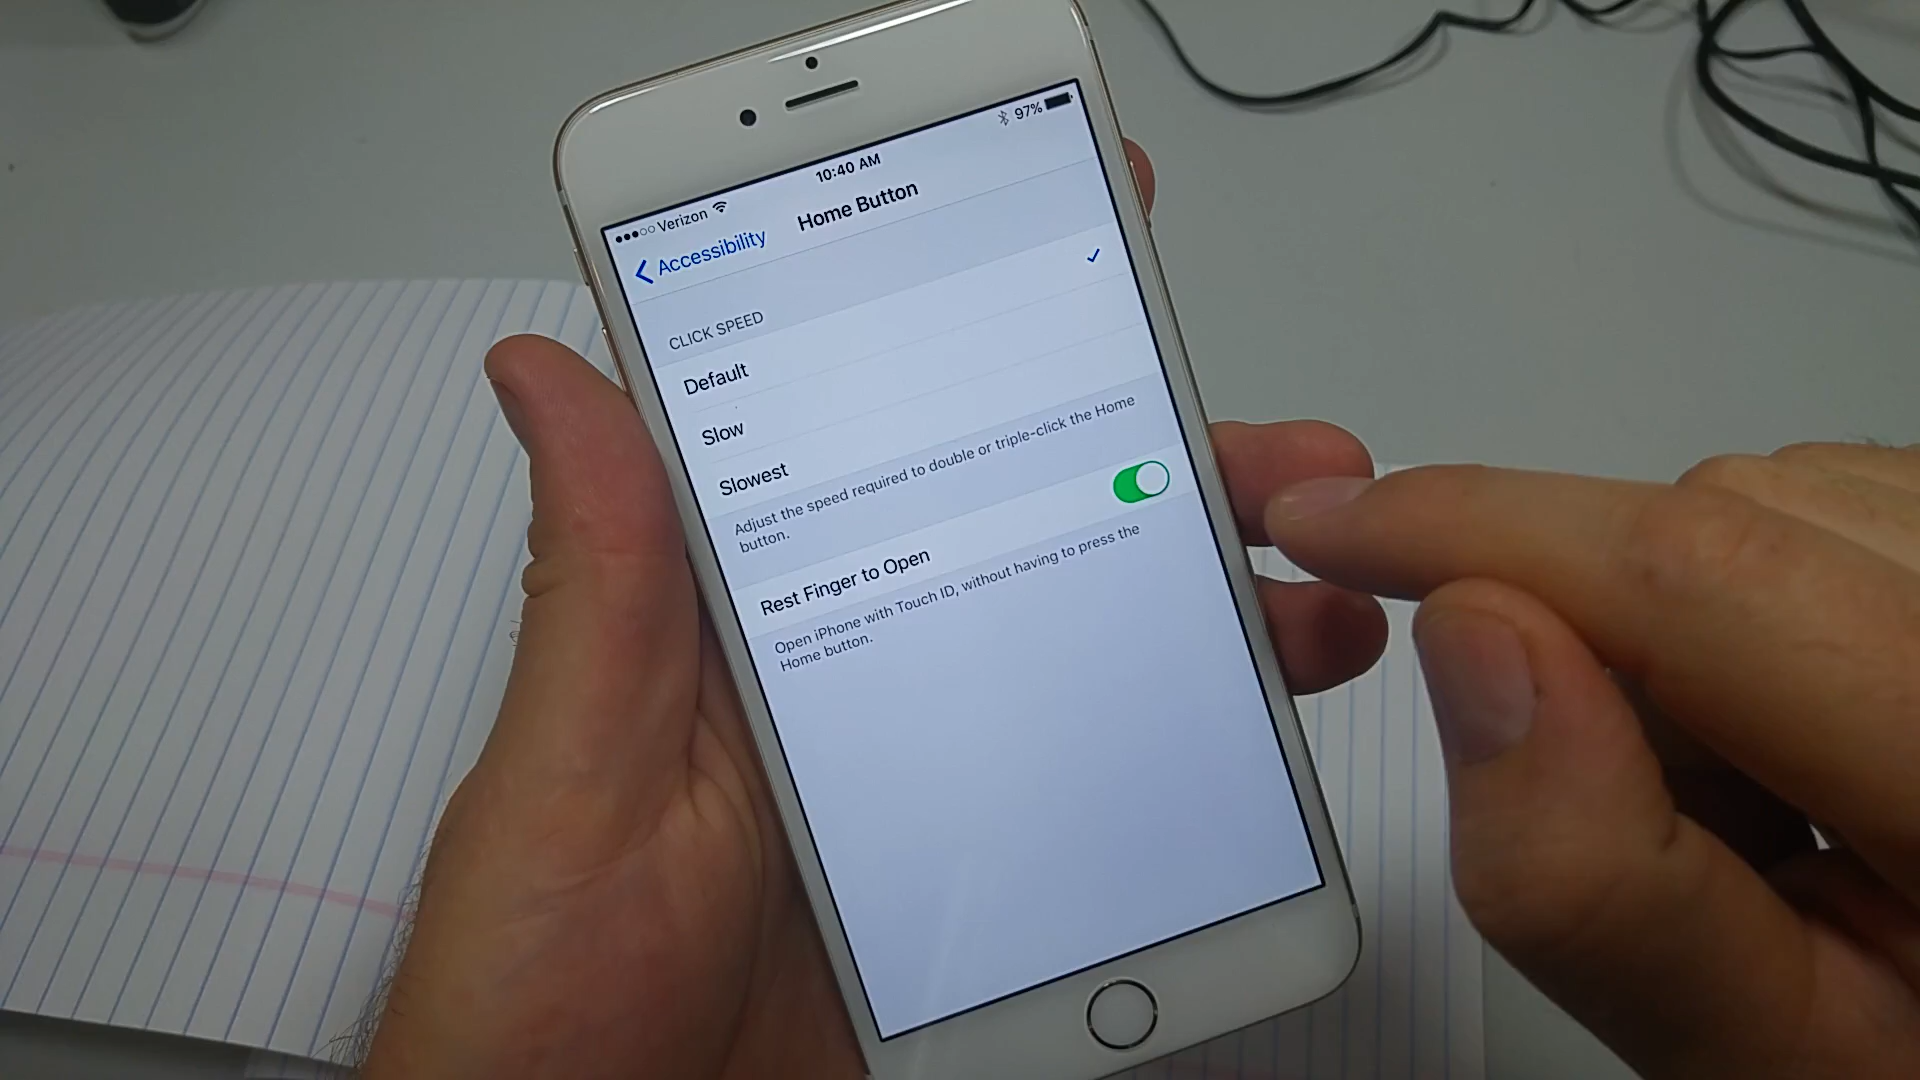 ●●●○○ Verizon 10:40 AM 97%
Accessibility Home Button
CLICK SPEED
Default
Slow
Slowest
Adjust the speed required to double or triple-click the Home
button.
Rest Finger to Open
Open iPhone with Touch ID, without having to press the
Home button.